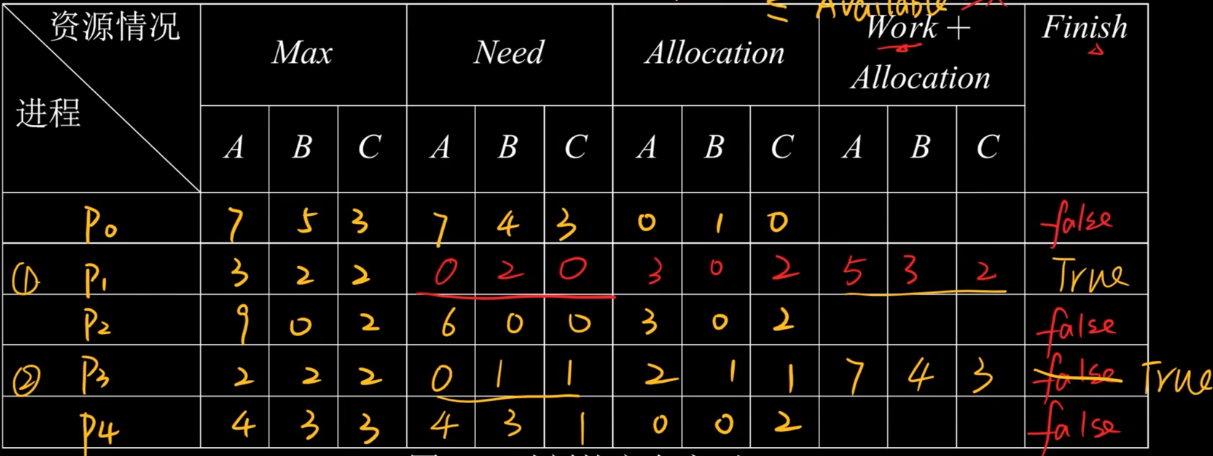 ≤ Available
资源情况
进程
Max Need Allocation Work + Allocation Finish
A B C A B C A B C A B C
P0 7 5 3 7 4 3 0 1 0 false
① P1 3 2 2 0 2 0 3 0 2 5 3 2 True
P2 9 0 2 6 0 0 3 0 2 false
② P3 2 2 2 0 1 1 2 1 1 7 4 3 false True
P4 4 3 3 4 3 1 0 0 2 false